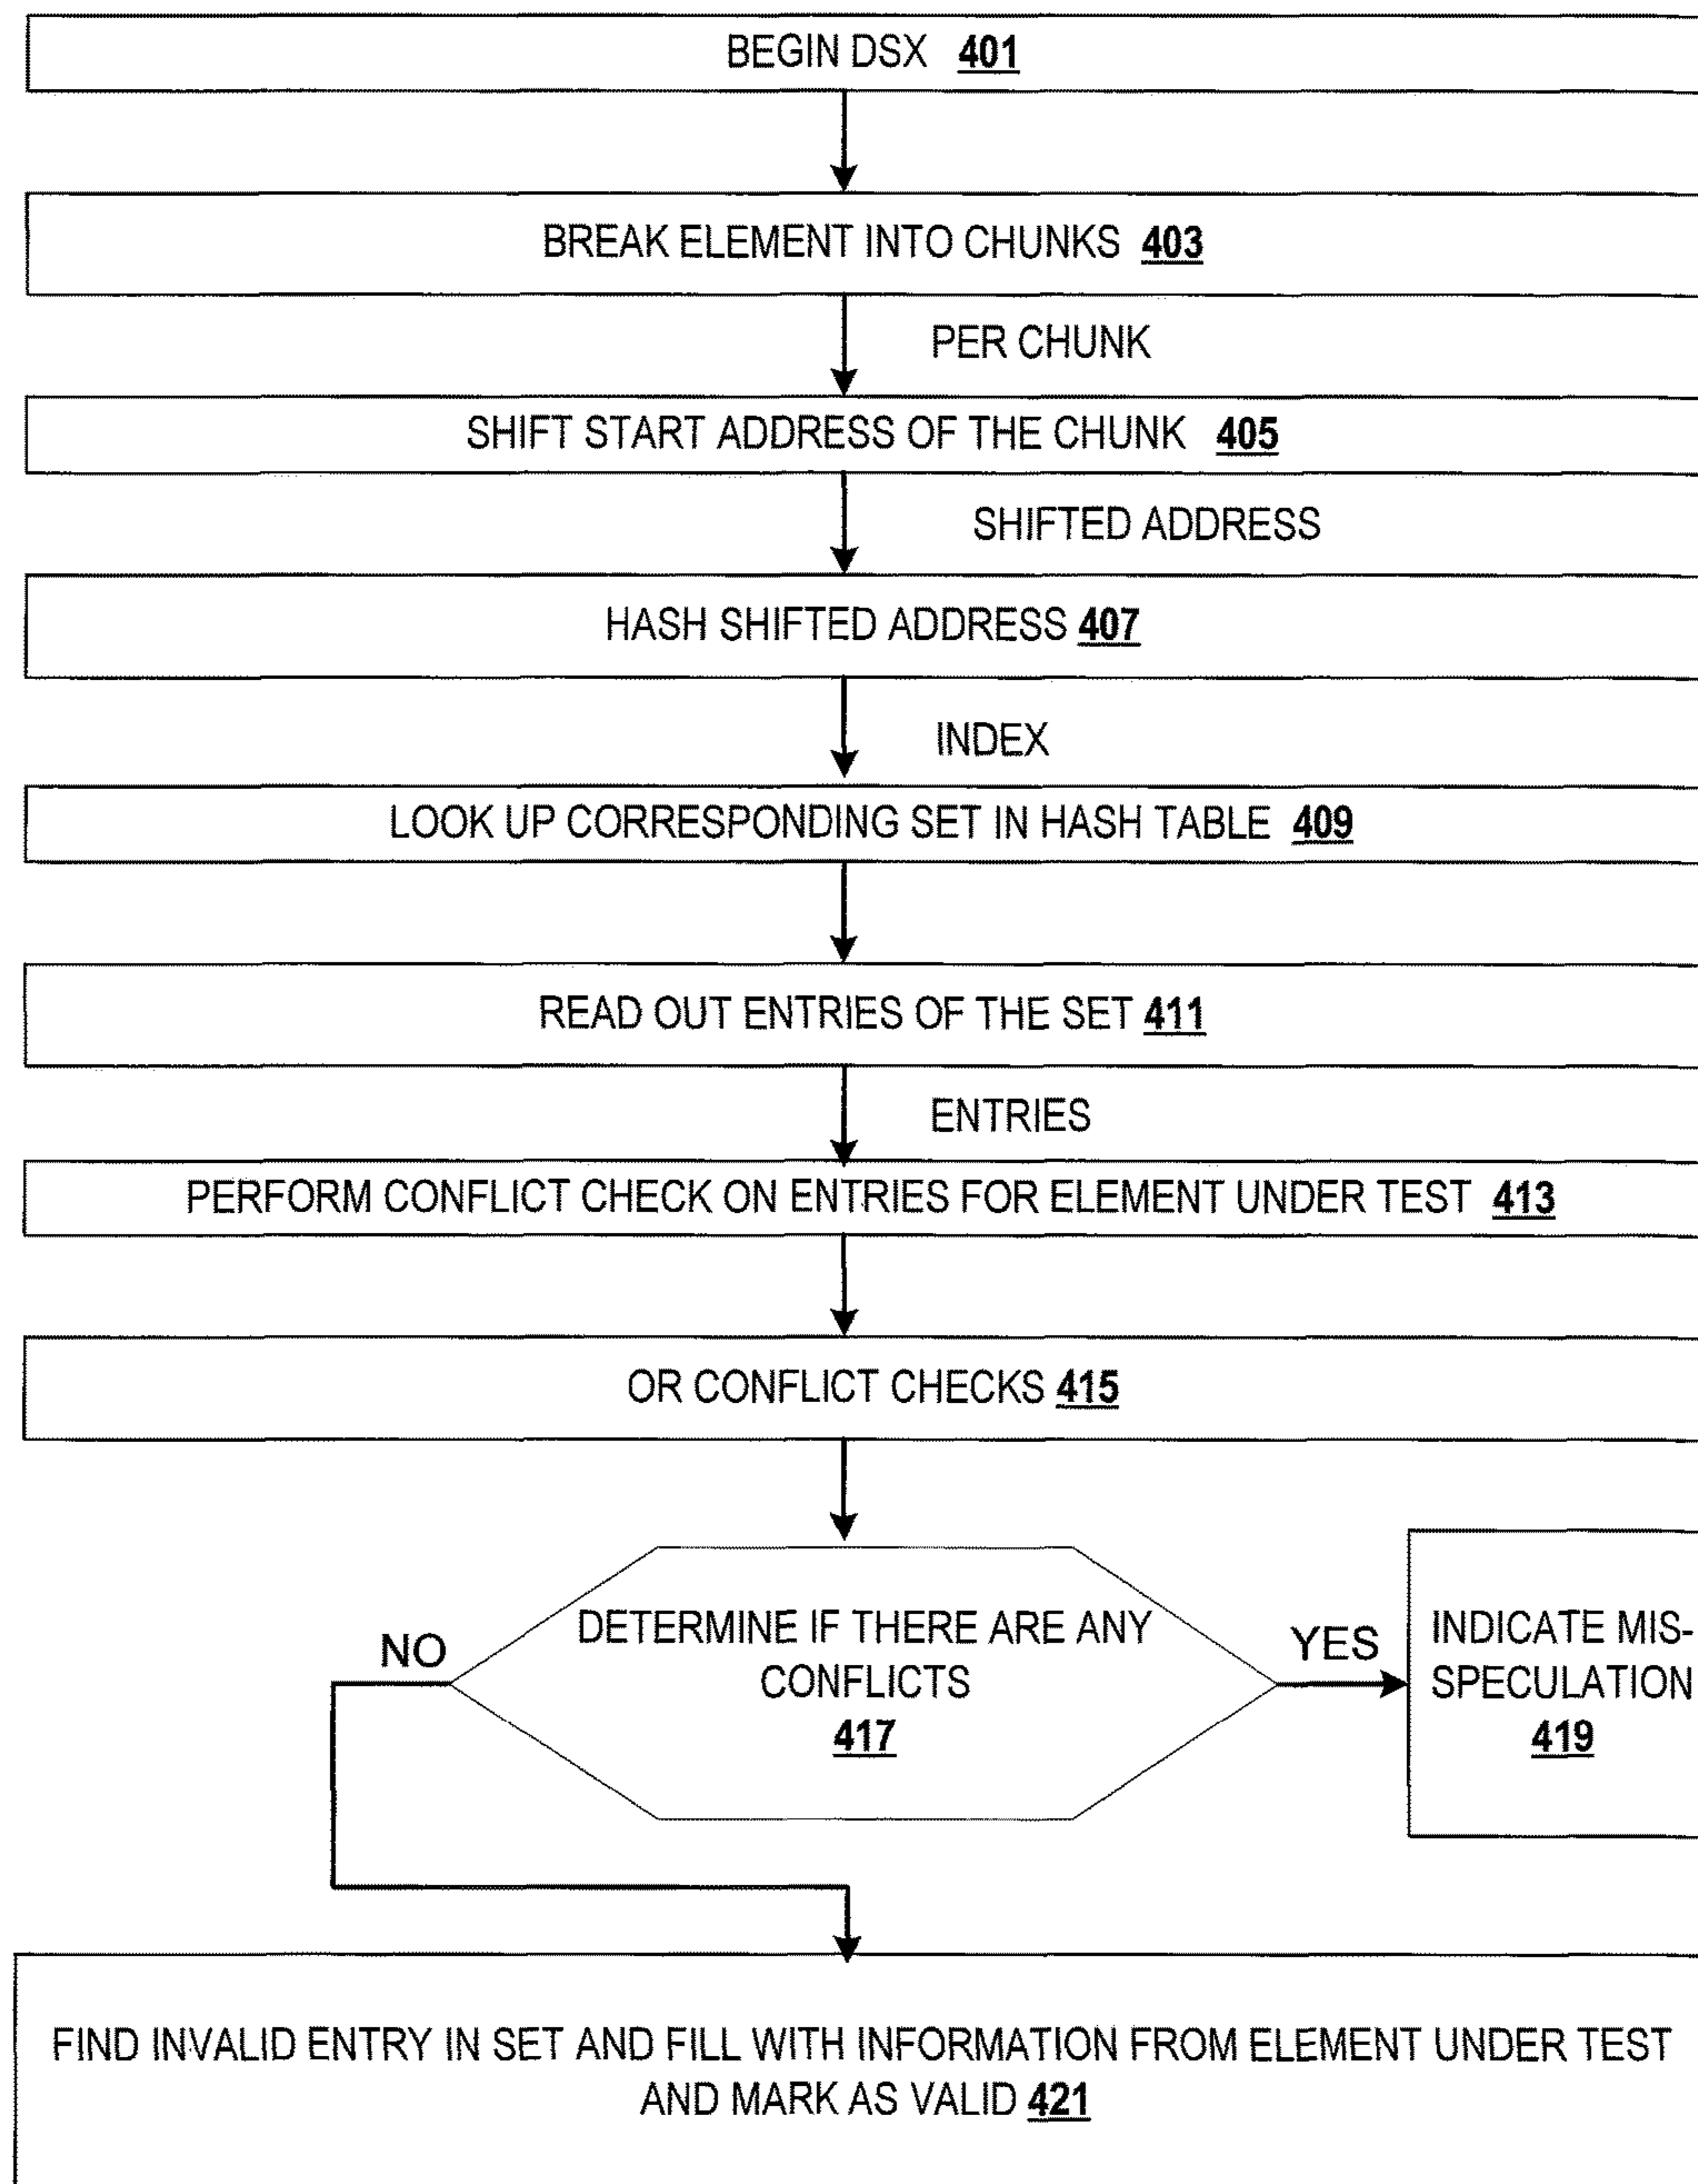 BEGIN DSX 401
BREAK ELEMENT INTO CHUNKS 403
PER CHUNK
SHIFT START ADDRESS OF THE CHUNK 405
SHIFTED ADDRESS
HASH SHIFTED ADDRESS 407
INDEX
LOOK UP CORRESPONDING SET IN HASH TABLE 409
READ OUT ENTRIES OF THE SET 411
ENTRIES
PERFORM CONFLICT CHECK ON ENTRIES FOR ELEMENT UNDER TEST 413
OR CONFLICT CHECKS 415
DETERMINE IF THERE ARE ANY
CONFLICTS
417
NO
YES
INDICATE MIS-
SPECULATION
419
FIND INVALID ENTRY IN SET AND FILL WITH INFORMATION FROM ELEMENT UNDER TEST
AND MARK AS VALID 421